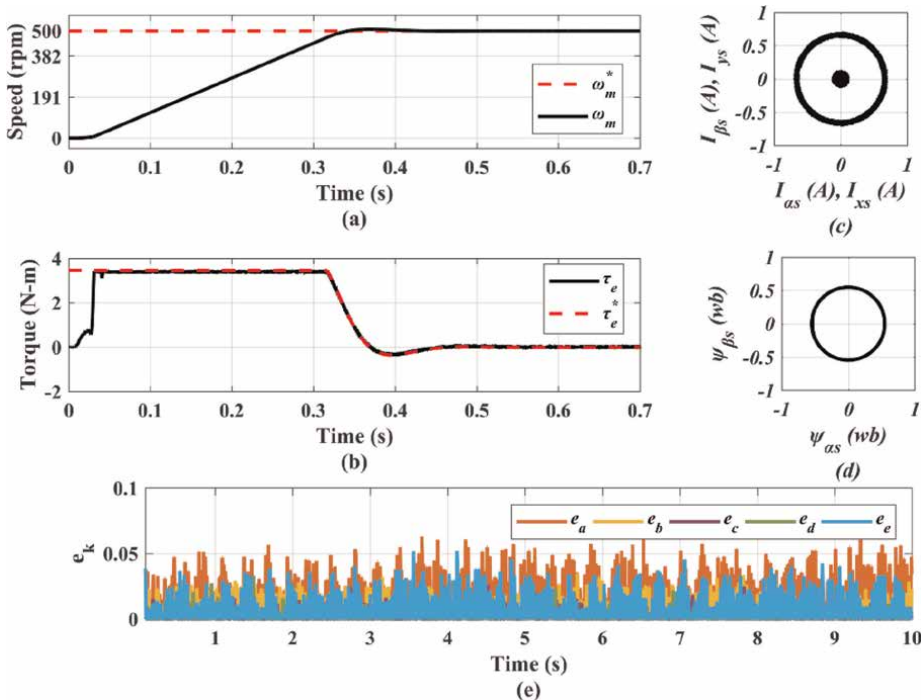 Speed (rpm)
500
382
191
0
ω*m
ωm
0 0.1 0.2 0.3 0.4 0.5 0.6 0.7
Time (s)
(a)
Iβs (A), Iys (A)
1
0.5
0
-0.5
-1
-1 0 1
Iαs (A), Ixs (A)
(c)
Torque (N-m)
4
2
0
-2
τe
τ*e
0 0.1 0.2 0.3 0.4 0.5 0.6 0.7
Time (s)
(b)
ψβs (wb)
1
0.5
0
-0.5
-1
-1 0 1
ψαs (wb)
(d)
ek
0.1
0.05
0
ea eb ec ed ee
1 2 3 4 5 6 7 8 9 10
Time (s)
(e)